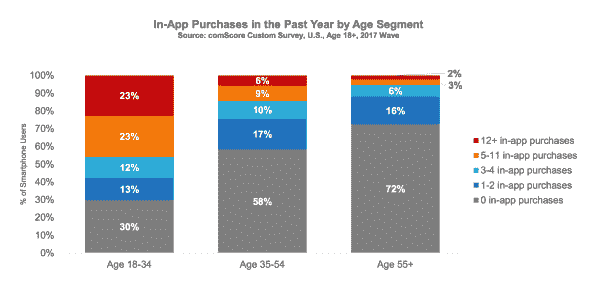 In-App Purchases in the Past Year by Age Segment
Source: comScore Custom Survey, U.S., Age 18+, 2017 Wave
% of Smartphone Users
100%
90%
80%
70%
60%
50%
40%
30%
20%
10%
0%
23%
23%
12%
13%
30%
6%
9%
10%
17%
58%
2%
3%
6%
16%
72%
Age 18-34
Age 35-54
Age 55+
12+ in-app purchases
5-11 in-app purchases
3-4 in-app purchases
1-2 in-app purchases
0 in-app purchases